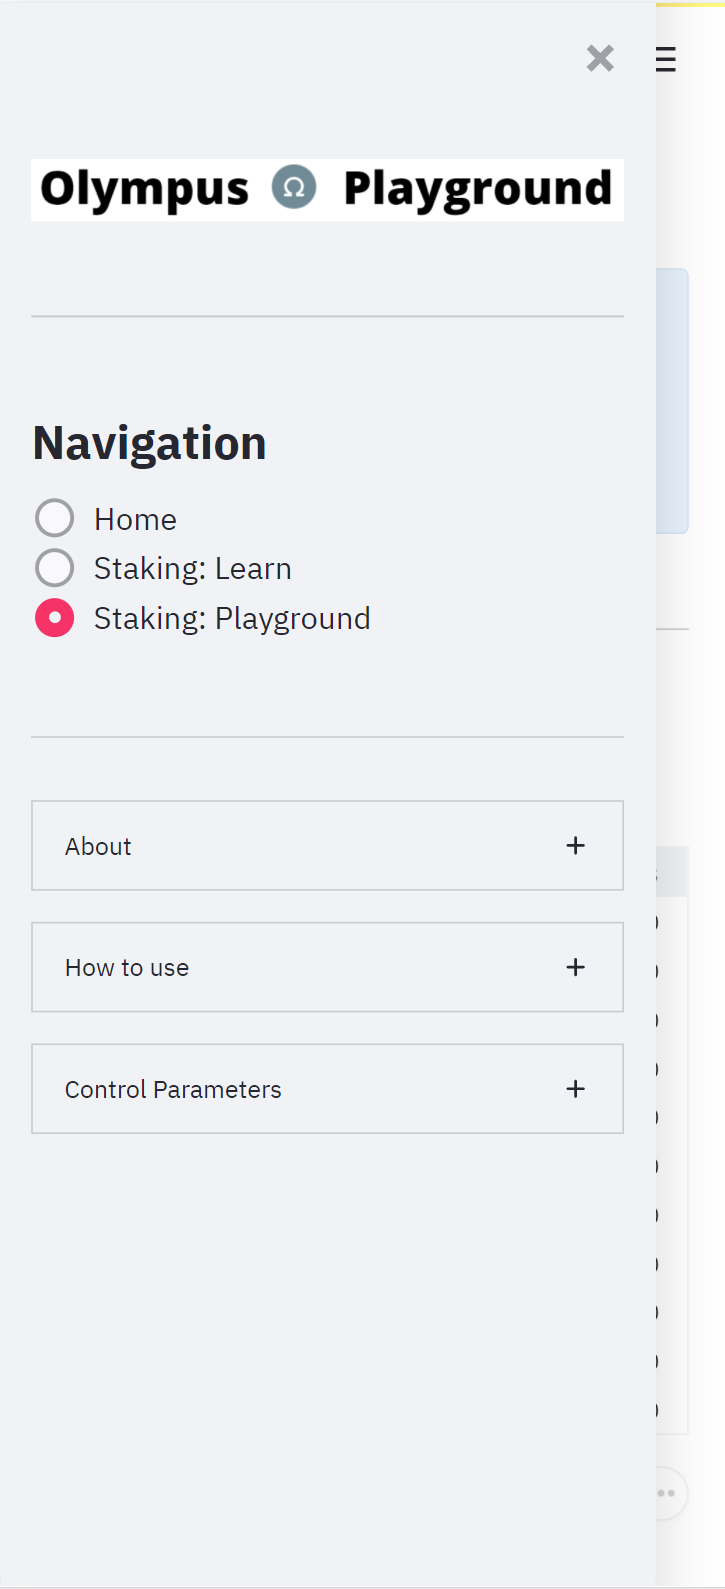 Olympus Ω Playground
Navigation
Home
Staking: Learn
Staking: Playground
About
How to use
Control Parameters